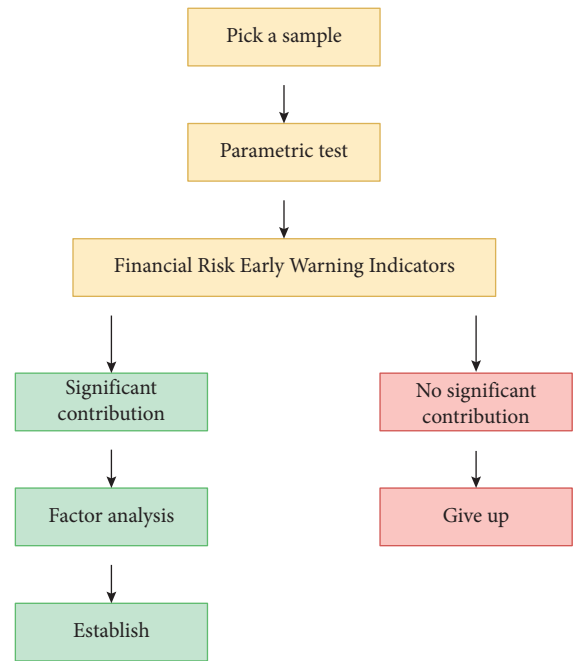 Pick a sample
Parametric test
Financial Risk Early Warning Indicators
Significant
contribution
No significant
contribution
Factor analysis
Give up
Establish